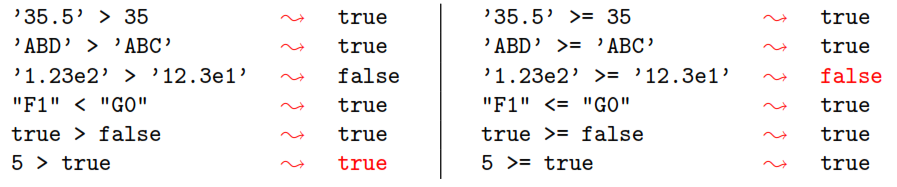 '35.5' > 35 ⤳ true
'ABD' > 'ABC' ⤳ true
'1.23e2' > '12.3e1' ⤳ false
"F1" < "G0" ⤳ true
true > false ⤳ true
5 > true ⤳ true
'35.5' >= 35 ⤳ true
'ABD' >= 'ABC' ⤳ true
'1.23e2' >= '12.3e1' ⤳ false
"F1" <= "G0" ⤳ true
true >= false ⤳ true
5 >= true ⤳ true